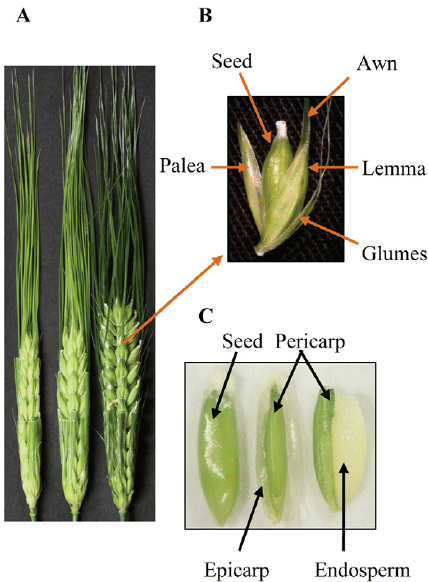 A
B
Seed
Awn
Palea
Lemma
Glumes
C
Seed Pericarp
Epicarp Endosperm